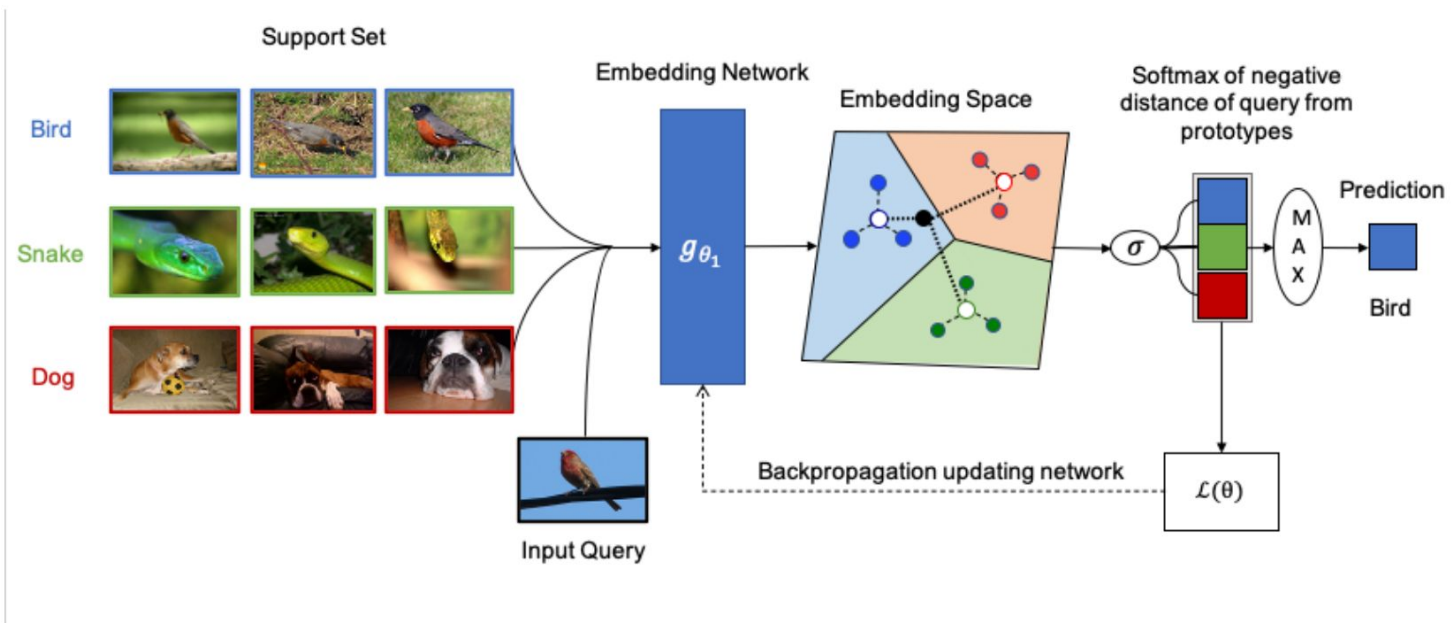 Support Set
Bird
Snake
Dog
Input Query
Embedding Network
g_θ₁
Embedding Space
Softmax of negative
distance of query from
prototypes
σ
M
A
X
Prediction
Bird
Backpropagation updating network
ℒ(θ)